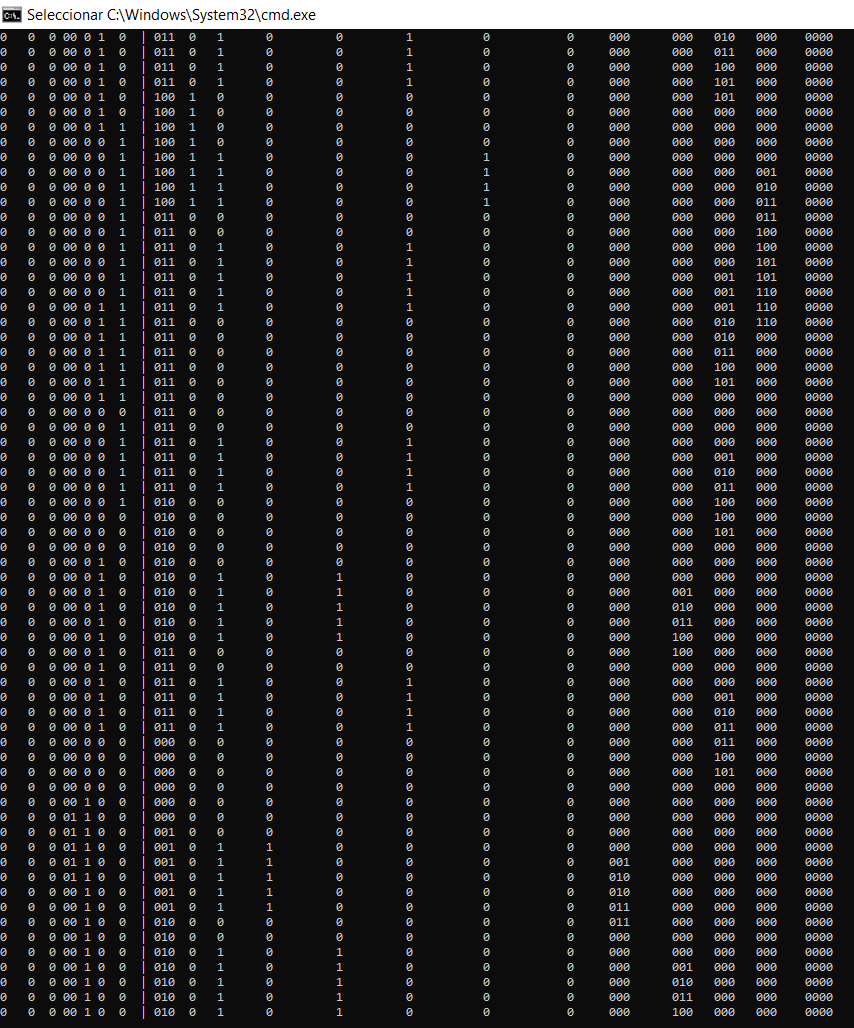 Seleccionar C:\Windows\System32\cmd.exe
0 0 0 00 0 1 0 | 011 0 1 0 0 1 0 0 000 000 010 000 0000
0 0 0 00 0 1 0 | 011 0 1 0 0 1 0 0 000 000 011 000 0000
0 0 0 00 0 1 0 | 011 0 1 0 0 1 0 0 000 000 100 000 0000
0 0 0 00 0 1 0 | 011 0 1 0 0 1 0 0 000 000 101 000 0000
0 0 0 00 0 1 0 | 100 1 0 0 0 0 0 0 000 000 101 000 0000
0 0 0 00 0 1 0 | 100 1 0 0 0 0 0 0 000 000 000 000 0000
0 0 0 00 0 1 1 | 100 1 0 0 0 0 0 0 000 000 000 000 0000
0 0 0 00 0 0 1 | 100 1 0 0 0 0 0 0 000 000 000 000 0000
0 0 0 00 0 0 1 | 100 1 1 0 0 0 1 0 000 000 000 000 0000
0 0 0 00 0 0 1 | 100 1 1 0 0 0 1 0 000 000 000 001 0000
0 0 0 00 0 0 1 | 100 1 1 0 0 0 1 0 000 000 000 010 0000
0 0 0 00 0 0 1 | 100 1 1 0 0 0 1 0 000 000 000 011 0000
0 0 0 00 0 0 1 | 011 0 0 0 0 0 0 0 000 000 000 011 0000
0 0 0 00 0 0 1 | 011 0 0 0 0 0 0 0 000 000 000 100 0000
0 0 0 00 0 0 1 | 011 0 1 0 0 1 0 0 000 000 000 100 0000
0 0 0 00 0 0 1 | 011 0 1 0 0 1 0 0 000 000 000 101 0000
0 0 0 00 0 0 1 | 011 0 1 0 0 1 0 0 000 000 001 101 0000
0 0 0 00 0 0 1 | 011 0 1 0 0 1 0 0 000 000 001 110 0000
0 0 0 00 0 1 1 | 011 0 1 0 0 1 0 0 000 000 001 110 0000
0 0 0 00 0 1 1 | 011 0 0 0 0 0 0 0 000 000 010 110 0000
0 0 0 00 0 1 1 | 011 0 0 0 0 0 0 0 000 000 010 000 0000
0 0 0 00 0 1 1 | 011 0 0 0 0 0 0 0 000 000 011 000 0000
0 0 0 00 0 1 1 | 011 0 0 0 0 0 0 0 000 000 100 000 0000
0 0 0 00 0 1 1 | 011 0 0 0 0 0 0 0 000 000 101 000 0000
0 0 0 00 0 1 1 | 011 0 0 0 0 0 0 0 000 000 000 000 0000
0 0 0 00 0 0 0 | 011 0 0 0 0 0 0 0 000 000 000 000 0000
0 0 0 00 0 0 1 | 011 0 0 0 0 0 0 0 000 000 000 000 0000
0 0 0 00 0 0 1 | 011 0 1 0 0 1 0 0 000 000 000 000 0000
0 0 0 00 0 0 1 | 011 0 1 0 0 1 0 0 000 000 001 000 0000
0 0 0 00 0 0 1 | 011 0 1 0 0 1 0 0 000 000 010 000 0000
0 0 0 00 0 0 1 | 011 0 1 0 0 1 0 0 000 000 011 000 0000
0 0 0 00 0 0 1 | 010 0 0 0 0 0 0 0 000 000 100 000 0000
0 0 0 00 0 0 0 | 010 0 0 0 0 0 0 0 000 000 100 000 0000
0 0 0 00 0 0 0 | 010 0 0 0 0 0 0 0 000 000 101 000 0000
0 0 0 00 0 0 0 | 010 0 0 0 0 0 0 0 000 000 000 000 0000
0 0 0 00 0 1 0 | 010 0 0 0 0 0 0 0 000 000 000 000 0000
0 0 0 00 0 1 0 | 010 0 1 0 1 0 0 0 000 000 000 000 0000
0 0 0 00 0 1 0 | 010 0 1 0 1 0 0 0 000 001 000 000 0000
0 0 0 00 0 1 0 | 010 0 1 0 1 0 0 0 000 010 000 000 0000
0 0 0 00 0 1 0 | 010 0 1 0 1 0 0 0 000 011 000 000 0000
0 0 0 00 0 1 0 | 010 0 1 0 1 0 0 0 000 100 000 000 0000
0 0 0 00 0 1 0 | 011 0 0 0 0 0 0 0 000 100 000 000 0000
0 0 0 00 0 1 0 | 011 0 0 0 0 0 0 0 000 000 000 000 0000
0 0 0 00 0 1 0 | 011 0 1 0 0 1 0 0 000 000 000 000 0000
0 0 0 00 0 1 0 | 011 0 1 0 0 1 0 0 000 000 001 000 0000
0 0 0 00 0 1 0 | 011 0 1 0 0 1 0 0 000 000 010 000 0000
0 0 0 00 0 1 0 | 011 0 1 0 0 1 0 0 000 000 011 000 0000
0 0 0 00 0 0 0 | 000 0 0 0 0 0 0 0 000 000 011 000 0000
0 0 0 00 0 0 0 | 000 0 0 0 0 0 0 0 000 000 100 000 0000
0 0 0 00 0 0 0 | 000 0 0 0 0 0 0 0 000 000 101 000 0000
0 0 0 00 0 0 0 | 000 0 0 0 0 0 0 0 000 000 000 000 0000
0 0 0 00 1 0 0 | 000 0 0 0 0 0 0 0 000 000 000 000 0000
0 0 0 01 1 0 0 | 000 0 0 0 0 0 0 0 000 000 000 000 0000
0 0 0 01 1 0 0 | 001 0 0 0 0 0 0 0 000 000 000 000 0000
0 0 0 01 1 0 0 | 001 0 1 1 0 0 0 0 000 000 000 000 0000
0 0 0 01 1 0 0 | 001 0 1 1 0 0 0 0 001 000 000 000 0000
0 0 0 01 1 0 0 | 001 0 1 1 0 0 0 0 010 000 000 000 0000
0 0 0 00 1 0 0 | 001 0 1 1 0 0 0 0 010 000 000 000 0000
0 0 0 00 1 0 0 | 001 0 1 1 0 0 0 0 011 000 000 000 0000
0 0 0 00 1 0 0 | 010 0 0 0 0 0 0 0 011 000 000 000 0000
0 0 0 00 1 0 0 | 010 0 0 0 0 0 0 0 000 000 000 000 0000
0 0 0 00 1 0 0 | 010 0 1 0 1 0 0 0 000 000 000 000 0000
0 0 0 00 1 0 0 | 010 0 1 0 1 0 0 0 000 001 000 000 0000
0 0 0 00 1 0 0 | 010 0 1 0 1 0 0 0 000 010 000 000 0000
0 0 0 00 1 0 0 | 010 0 1 0 1 0 0 0 000 011 000 000 0000
0 0 0 00 1 0 0 | 010 0 1 0 1 0 0 0 000 100 000 000 0000